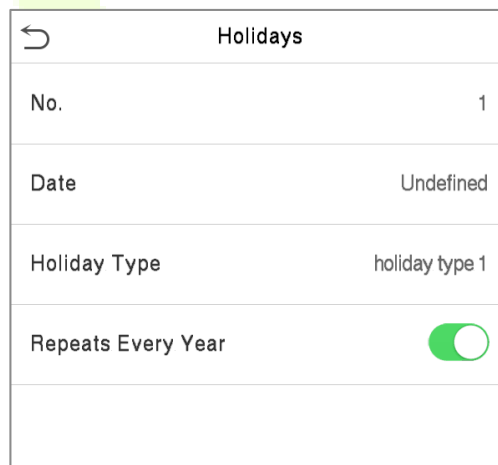 Holidays
No. 1
Date Undefined
Holiday Type holiday type 1
Repeats Every Year